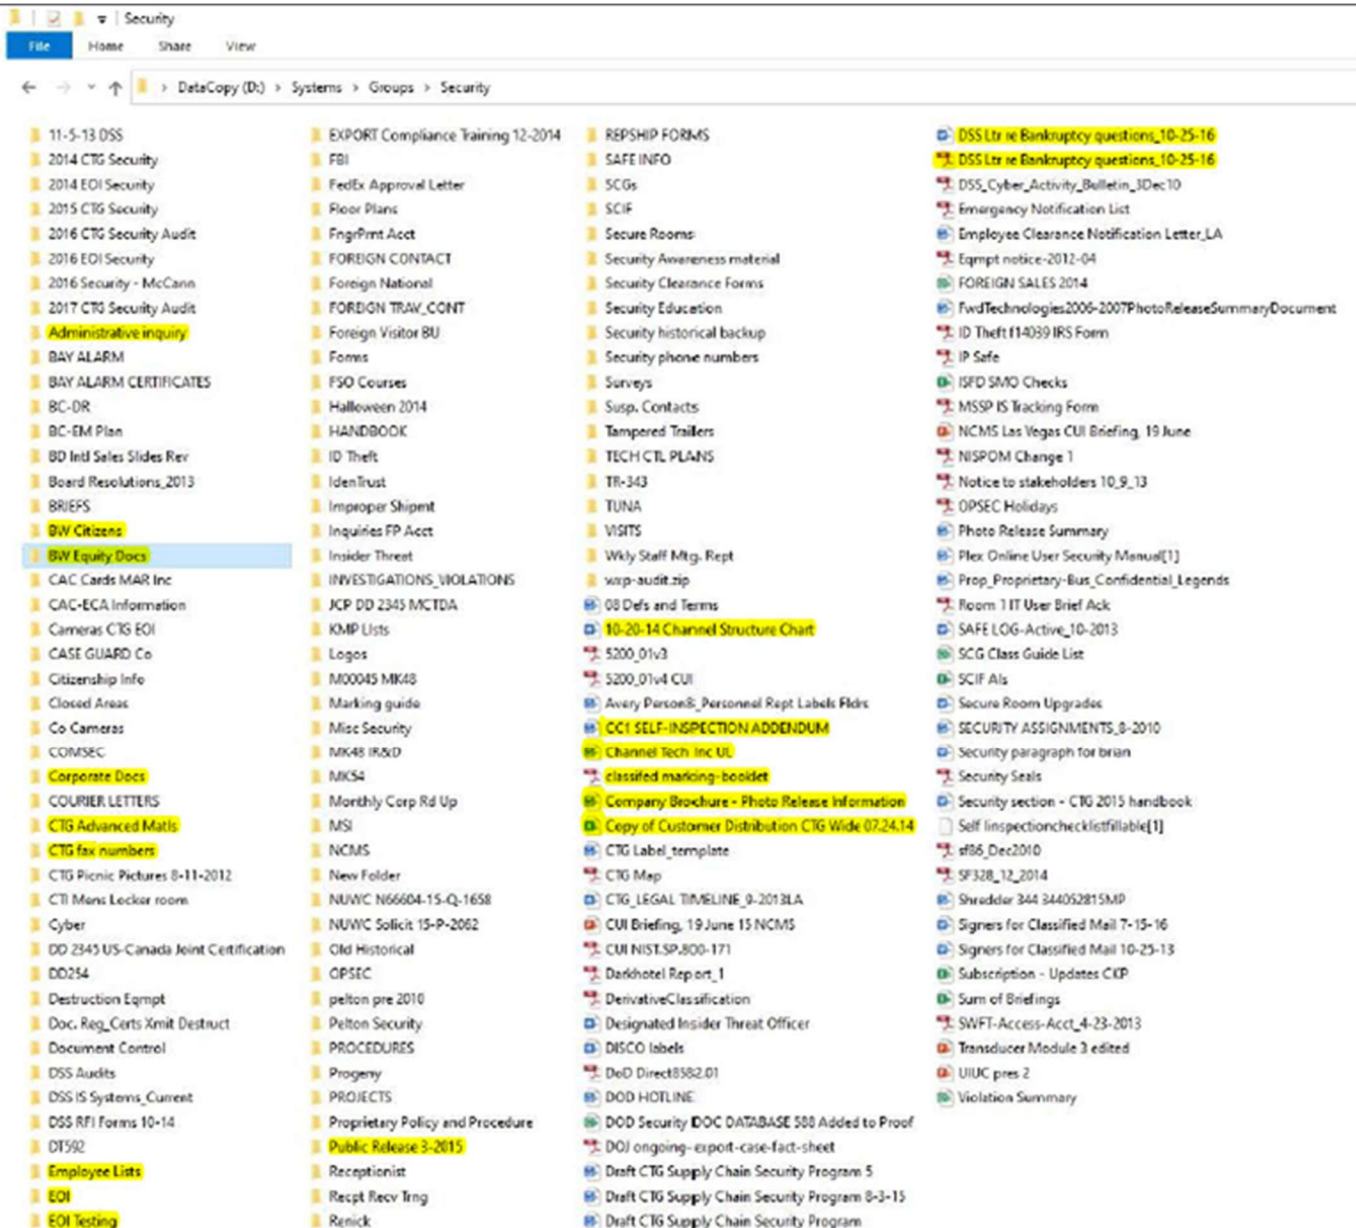 Security
File Home Share View
DataCopy (D:) > Systems > Groups > Security
11-5-13 DSS
2014 CTG Security
2014 EOI Security
2015 CTG Security
2016 CTG Security Audit
2016 EOI Security
2016 Security - McCann
2017 CTG Security Audit
Administrative inquiry
BAY ALARM
BAY ALARM CERTIFICATES
BC-DR
BC-EM Plan
BD Intl Sales Slides Rev
Board Resolutions_2013
BRIEFS
BW Citizens
BW Equity Docs
CAC Cards MAR Inc
CAC-ECA Information
Cameras CTG EOI
CASE GUARD Co
Citizenship Info
Closed Areas
Co Cameras
COMSEC
Corporate Docs
COURIER LETTERS
CTG Advanced Matls
CTG fax numbers
CTG Picnic Pictures 8-11-2012
CTI Mens Locker room
Cyber
DD 2345 US-Canada Joint Certification
DD254
Destruction Eqmpt
Doc. Reg_Certs Xmit Destruct
Document Control
DSS Audits
DSS IS Systems_Current
DSS RFI Forms 10-14
DT592
Employee Lists
EOI
EOI Testing
EXPORT Compliance Training 12-2014
FBI
FedEx Approval Letter
Floor Plans
FngrPrnt Acct
FOREIGN CONTACT
Foreign National
FOREIGN TRAV_CONT
Foreign Visitor BU
Forms
FSO Courses
Halloween 2014
HANDBOOK
ID Theft
IdenTrust
Improper Shipmt
Inquiries FP Acct
Insider Threat
INVESTIGATIONS_VIOLATIONS
JCP DD 2345 MCTDA
KMP Lists
Logos
M00045 MK48
Marking guide
Misc Security
MK48 IR&D
MK54
Monthly Corp Rd Up
MSI
NCMS
New Folder
NUWC N66604-15-Q-1658
NUWC Solicit 15-P-2062
Old Historical
OPSEC
pelton pre 2010
Pelton Security
PROCEDURES
Progeny
PROJECTS
Proprietary Policy and Procedure
Public Release 3-2015
Receptionist
Recpt Recv Trng
Renick
REPSHIP FORMS
SAFE INFO
SCGs
SCIF
Secure Rooms
Security Awareness material
Security Clearance Forms
Security Education
Security historical backup
Security phone numbers
Surveys
Susp. Contacts
Tampered Traillers
TECH CTL PLANS
TR-343
TUNA
VISITS
Wkly Staff Mtg. Rept
wxp-audit.zip
08 Defs and Terms
10-20-14 Channel Structure Chart
5200_01v3
5200_01v4 CUI
Avery Person8_Personnel Rept Labels Fldrs
CC1 SELF-INSPECTION ADDENDUM
Channel Tech Inc UL
classifed marking-booklet
Company Brochure - Photo Release Information
Copy of Customer Distribution CTG Wide 07.24.14
CTG Label_template
CTG Map
CTG_LEGAL TIMELINE_9-2013LA
CUI Briefing, 19 June 15 NCMS
CUI NIST.SP.800-171
Darkhotel Report_1
DerivativeClassification
Designated Insider Threat Officer
DISCO labels
DoD Direct8582.01
DOD HOTLINE
DOD Security IDOC DATABASE 588 Added to Proof
DOJ ongoing-export-case-fact-sheet
Draft CTG Supply Chain Security Program 5
Draft CTG Supply Chain Security Program 8-3-15
Draft CTG Supply Chain Security Program
DSS Ltr re Bankruptcy questions_10-25-16
DSS Ltr re Bankruptcy questions_10-25-16
DSS_Cyber_Activity_Bulletin_3Dec10
Emergency Notification List
Employee Clearance Notification Letter_LA
Eqmpt notice-2012-04
FOREIGN SALES 2014
FwdTechnologies2006-2007PhotoReleaseSummaryDocument
ID Theft f14039 IRS Form
IP Safe
ISFD SMO Checks
MSSP IS Tracking Form
NCMS Las Vegas CUI Briefing, 19 June
NISPOM Change 1
Notice to stakeholders 10_9_13
OPSEC Holidays
Photo Release Summary
Plex Online User Security Manual[1]
Prop_Proprietary-Bus_Confidential_Legends
Room 1 IT User Brief Ack
SAFE LOG-Active_10-2013
SCG Class Guide List
SCIF AIs
Secure Room Upgrades
SECURITY ASSIGNMENTS_8-2010
Security paragraph for brian
Security Seals
Security section - CTG 2015 handbook
Self Iinspectionchecklistfillable[1]
sf86_Dec2010
SF328_12_2014
Shredder 344 344052815MP
Signers for Classified Mail 7-15-16
Signers for Classified Mail 10-25-13
Subscription - Updates CKP
Sum of Briefings
SWFT-Access-Acct_4-23-2013
Transducer Module 3 edited
UIUC pres 2
Violation Summary